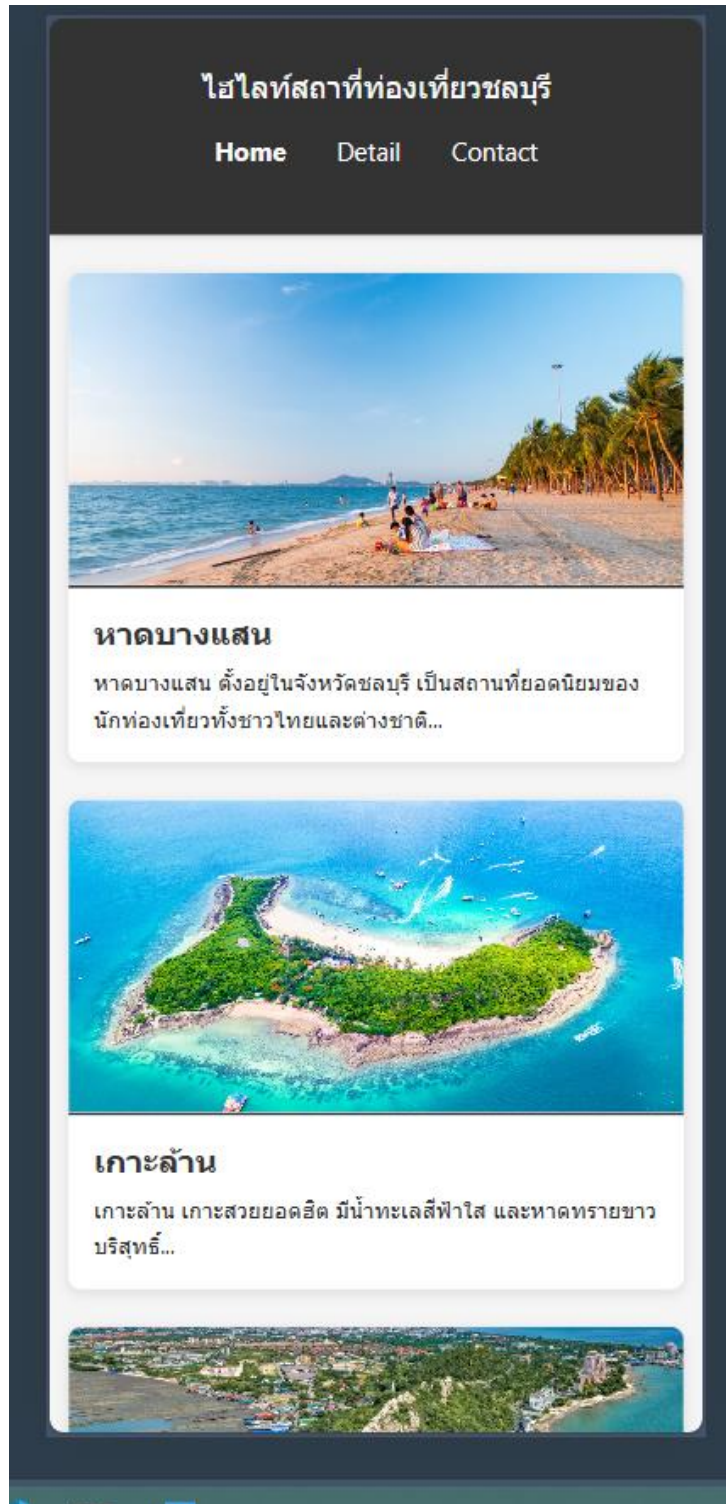 ไฮไลท์สถาที่ท่องเที่ยวชลบุรี
Home Detail Contact
หาดบางแสน
หาดบางแสน ตั้งอยู่ในจังหวัดชลบุรี เป็นสถานที่ยอดนิยมของ
นักท่องเที่ยวทั้งชาวไทยและต่างชาติ...
เกาะล้าน
เกาะล้าน เกาะสวยยอดฮิต มีน้ำทะเลสีฟ้าใส และหาดทรายขาว
บริสุทธิ์...